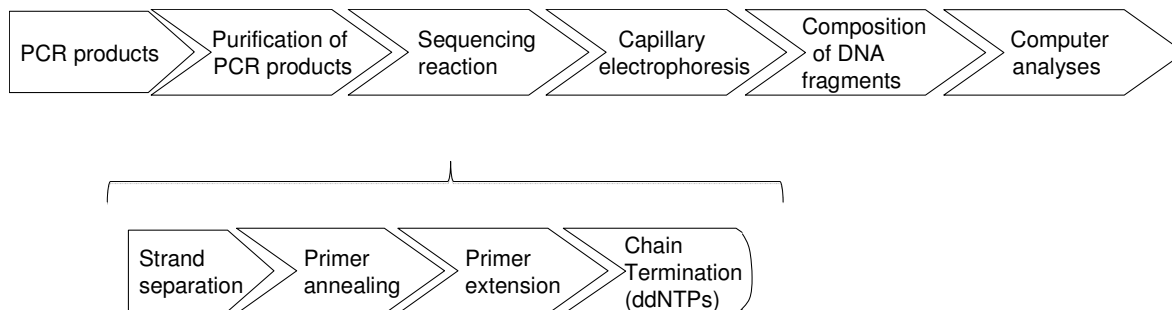 PCR products
Purification of
PCR products
Sequencing
reaction
Capillary
electrophoresis
Composition
of DNA
fragments
Computer
analyses
Strand
separation
Primer
annealing
Primer
extension
Chain
Termination
(ddNTPs)